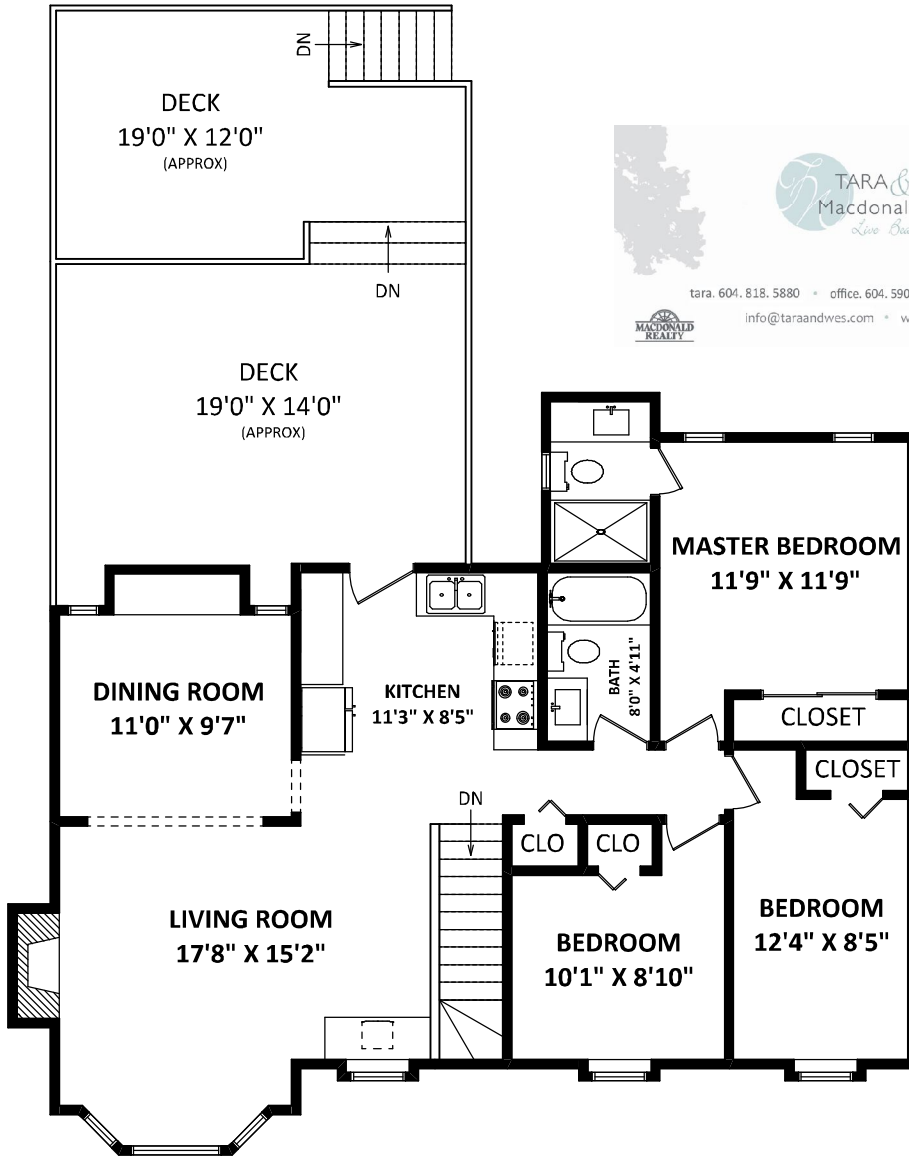 DN
DECK
19'0" X 12'0"
(APPROX)
DN
TARA &
Macdonal
Live Bea
tara. 604. 818. 5880 • office. 604. 590
info@taraandwes.com • w
MACDONALD
REALTY
DECK
19'0" X 14'0"
(APPROX)
MASTER BEDROOM
11'9" X 11'9"
DINING ROOM
11'0" X 9'7"
KITCHEN
11'3" X 8'5"
BATH
8'0" X 4'11"
CLOSET
CLOSET
DN
CLO
CLO
LIVING ROOM
17'8" X 15'2"
BEDROOM
10'1" X 8'10"
BEDROOM
12'4" X 8'5"